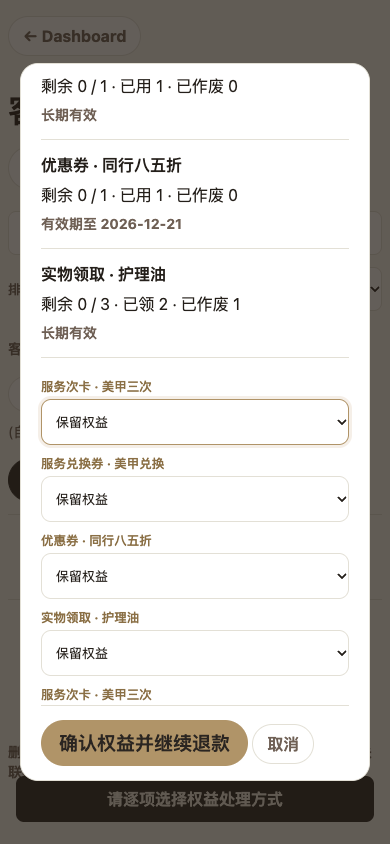 ← Dashboard
剩余 0 / 1 · 已用 1 · 已作废 0
长期有效
优惠券 · 同行八五折
剩余 0 / 1 · 已用 1 · 已作废 0
有效期至 2026-12-21
实物领取 · 护理油
剩余 0 / 3 · 已领 2 · 已作废 1
长期有效
服务次卡 · 美甲三次
保留权益
服务兑换券 · 美甲兑换
保留权益
优惠券 · 同行八五折
保留权益
实物领取 · 护理油
保留权益
服务次卡 · 美甲三次
确认权益并继续退款
取消
请逐项选择权益处理方式